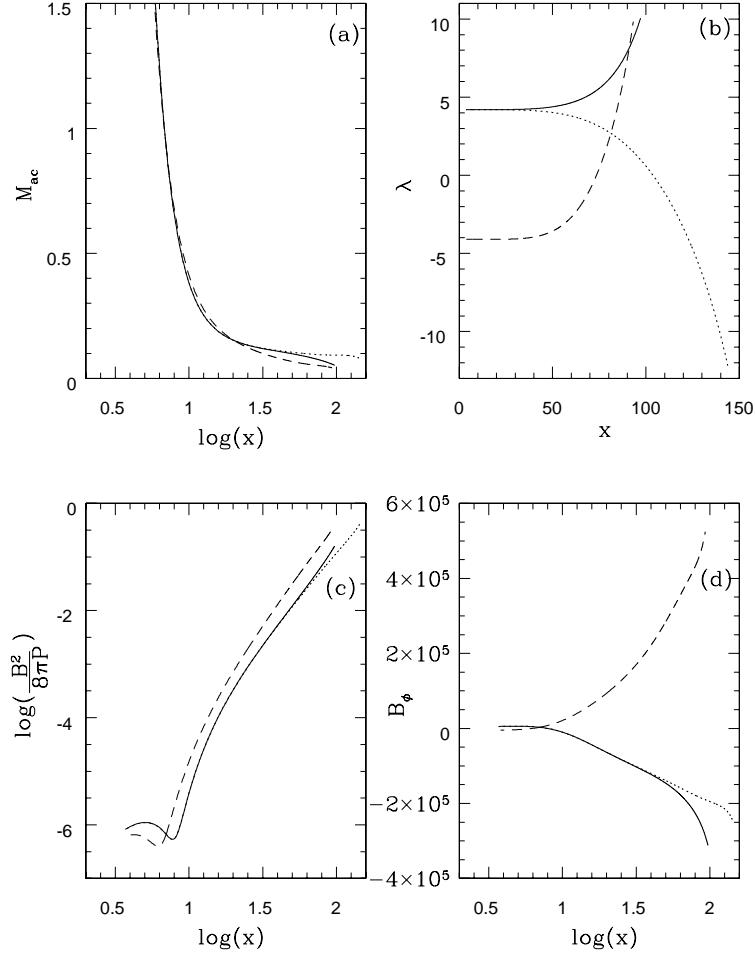 1.5
1
0.5
0
M_ac
(a)
0.5 1 1.5 2
log(x)
10
5
0
-5
-10
λ
(b)
0 50 100 150
x
0
-2
-4
-6
log(B²/8πP)
(c)
0.5 1 1.5 2
log(x)
6×10⁵
4×10⁵
2×10⁵
0
−2×10⁵
−4×10⁵
B_ϕ
(d)
0.5 1 1.5 2
log(x)